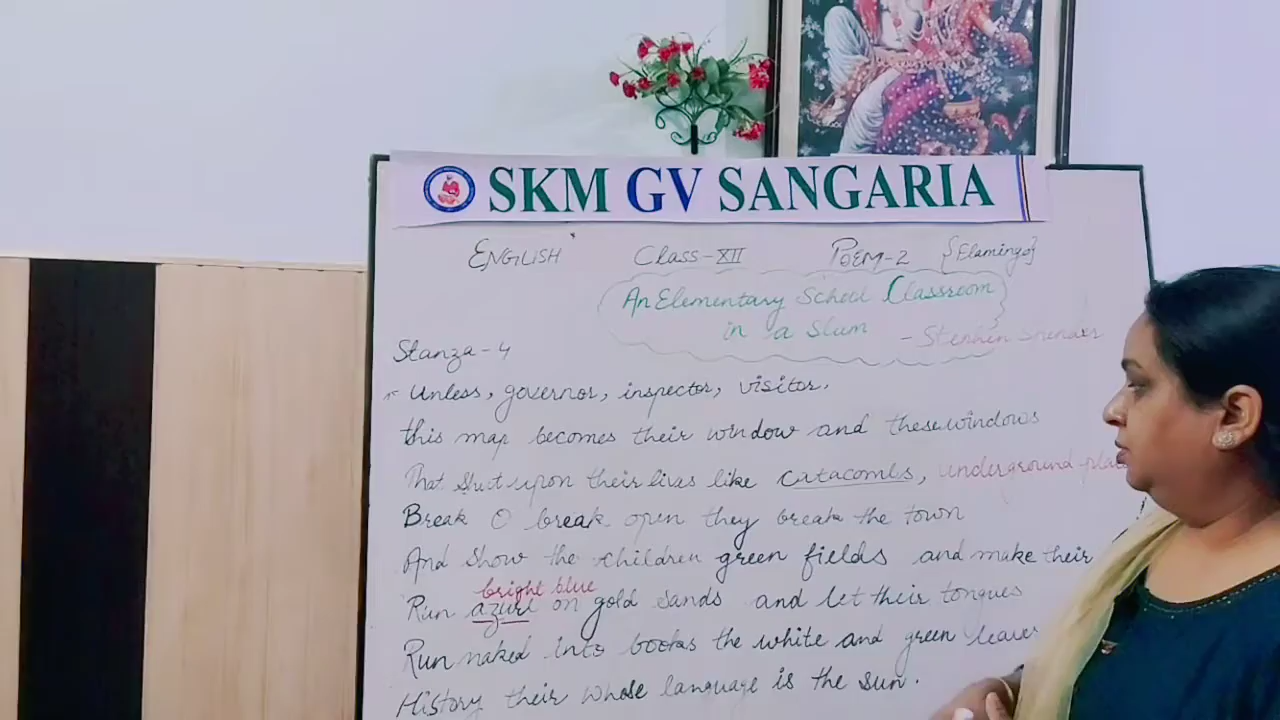 SKM GV SANGARIA
ENGLISH Class-XII POEM-2 {Flamingo}
An Elementary School Classroom
in a Slum - Stephen Spender
Stanza-4
Unless, governor, inspector, visitor,
this map becomes their window and these windows
That shut upon their lives like catacombs, underground
Break O break open they break the town
And show the children green fields and make their
bright blue
Run azure on gold sands and let their tongues
Run naked into books the white and green leaves
History their whose language is the sun.